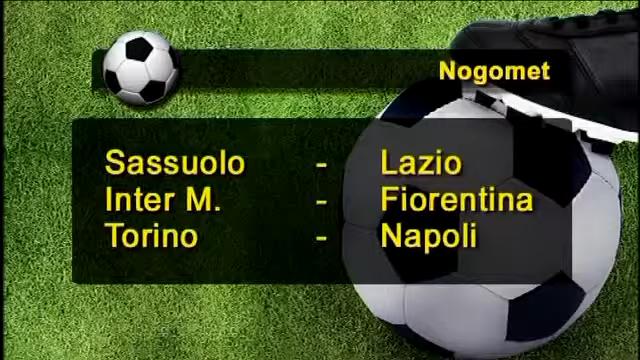 Nogomet
Sassuolo - Lazio
Inter M. - Fiorentina
Torino - Napoli